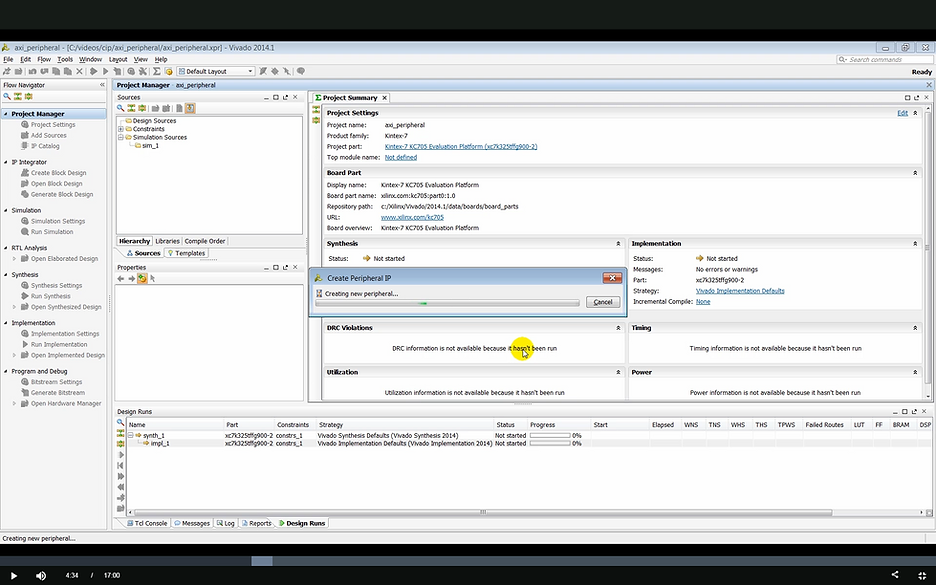 axi_peripheral - [C:/videos/cip/axi_peripheral/axi_peripheral.xpr] - Vivado 2014.1
File Edit Flow Tools Window Layout View Help
Search commands
Default Layout
Ready
Flow Navigator
Project Manager - axi_peripheral
Project Manager
Project Settings
Add Sources
IP Catalog
IP Integrator
Create Block Design
Open Block Design
Generate Block Design
Simulation
Simulation Settings
Run Simulation
RTL Analysis
Open Elaborated Design
Synthesis
Synthesis Settings
Run Synthesis
Open Synthesized Design
Implementation
Implementation Settings
Run Implementation
Open Implemented Design
Program and Debug
Bitstream Settings
Generate Bitstream
Open Hardware Manager
Sources
Design Sources
Constraints
Simulation Sources
sim_1
Hierarchy Libraries Compile Order
Sources Templates
Properties
Project Summary
Project Settings Edit
Project name: axi_peripheral
Product family: Kintex-7
Project part: Kintex-7 KC705 Evaluation Platform (xc7k325tffg900-2)
Top module name: Not defined
Board Part
Display name: Kintex-7 KC705 Evaluation Platform
Board part name: xilinx.com:kc705:part0:1.0
Repository path: c:/Xilinx/Vivado/2014.1/data/boards/board_parts
URL: www.xilinx.com/kc705
Board overview: Kintex-7 KC705 Evaluation Platform
Synthesis
Status: Not started
Implementation
Status: Not started
Messages: No errors or warnings
Part: xc7k325tffg900-2
Strategy: Vivado Implementation Defaults
Incremental Compile: None
Create Peripheral IP
Creating new peripheral...
Cancel
DRC Violations
DRC information is not available because it hasn't been run
Timing
Timing information is not available because it hasn't been run
Utilization
Utilization information is not available because it hasn't been run
Power
Power information is not available because it hasn't been run
Design Runs
Name Part Constraints Strategy Status Progress Start Elapsed WNS TNS WHS THS TPWS Failed Routes LUT FF BRAM DSP
synth_1 xc7k325tffg900-2 constrs_1 Vivado Synthesis Defaults (Vivado Synthesis 2014) Not started 0%
impl_1 xc7k325tffg900-2 constrs_1 Vivado Implementation Defaults (Vivado Implementation 2014) Not started 0%
Tcl Console Messages Log Reports Design Runs
Creating new peripheral...
4:34 / 17:00